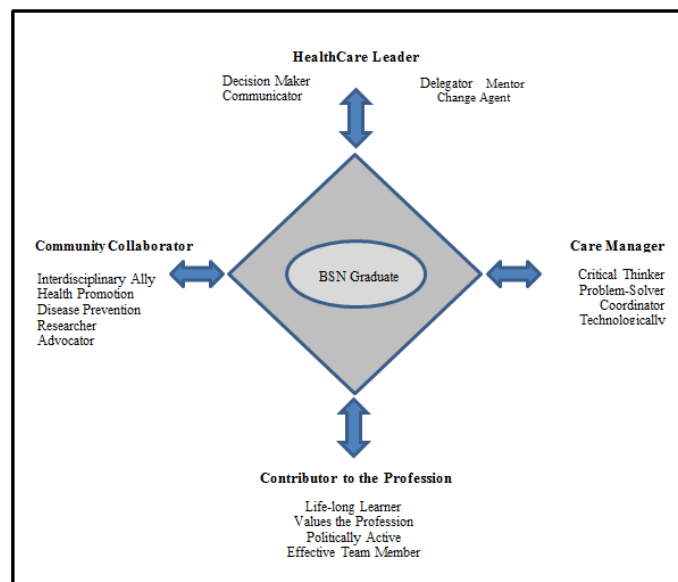 HealthCare Leader
Decision Maker
Communicator
Delegator Mentor
Change Agent
Community Collaborator
Interdisciplinary Ally
Health Promotion
Disease Prevention
Researcher
Advocator
BSN Graduate
Care Manager
Critical Thinker
Problem-Solver
Coordinator
Technologically
Contributor to the Profession
Life-long Learner
Values the Profession
Politically Active
Effective Team Member